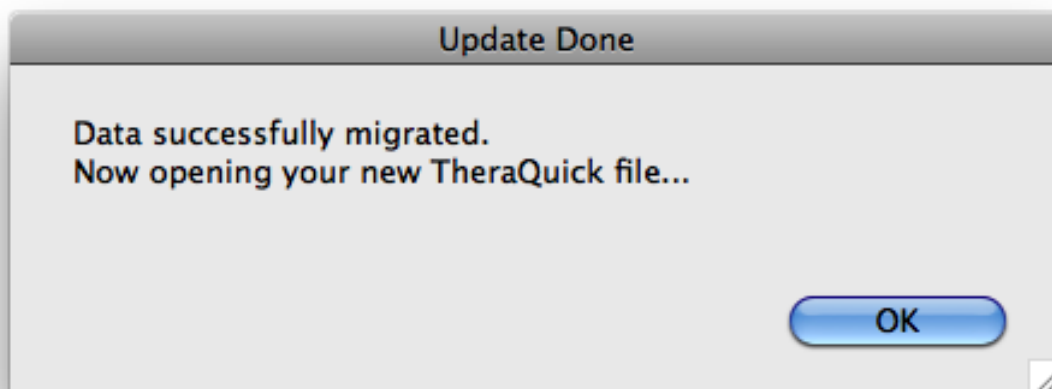 Update Done
Data successfully migrated.
Now opening your new TheraQuick file...
OK